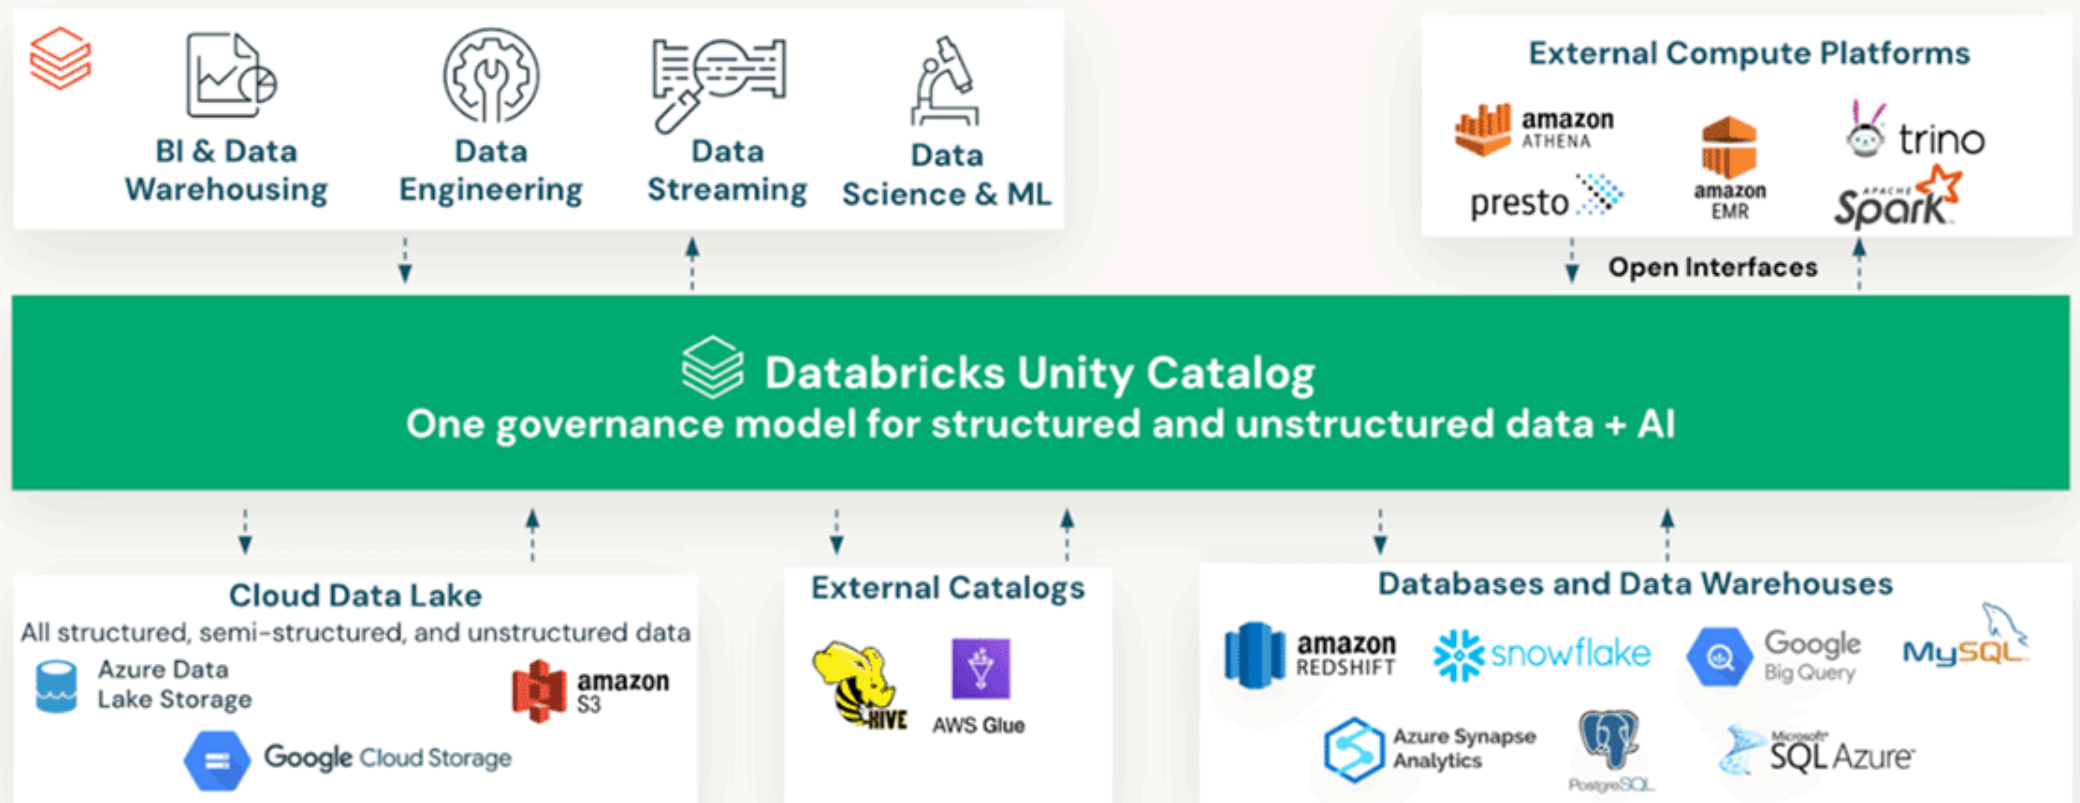 BI & Data
Warehousing
Data
Engineering
Data
Streaming
Data
Science & ML
External Compute Platforms
amazon
ATHENA
presto
amazon
EMR
trino
APACHE
Spark™
Open Interfaces
Databricks Unity Catalog
One governance model for structured and unstructured data + AI
Cloud Data Lake
All structured, semi-structured, and unstructured data
Azure Data
Lake Storage
amazon
S3
Google Cloud Storage
External Catalogs
HIVE
AWS Glue
Databases and Data Warehouses
amazon
REDSHIFT
snowflake
Google
Big Query
MySQL
Azure Synapse
Analytics
PostgreSQL
Microsoft®
SQL Azure™